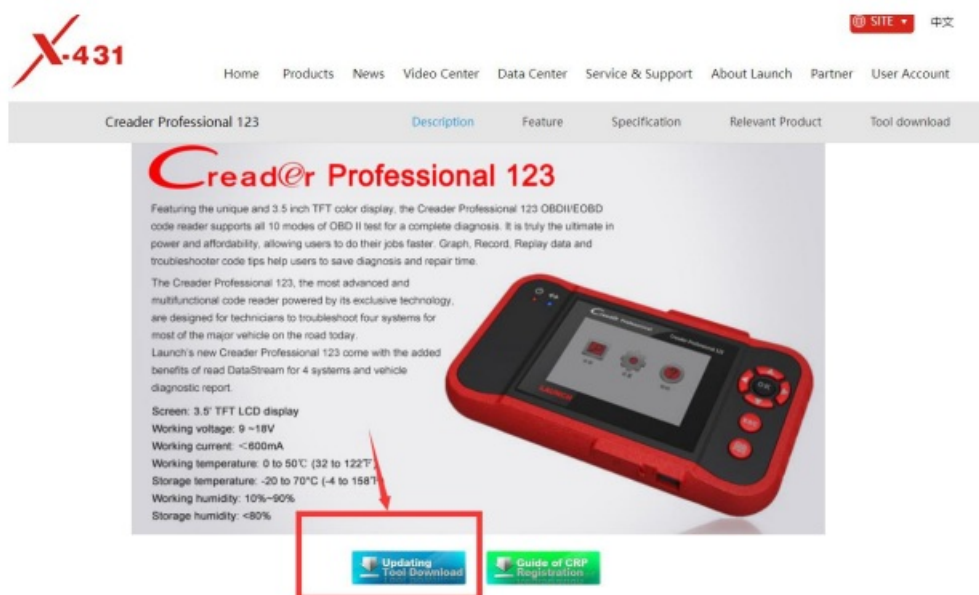 X-431
SITE ▼ 中文
Home Products News Video Center Data Center Service & Support About Launch Partner User Account
Creader Professional 123 Description Feature Specification Relevant Product Tool download
Creader Professional 123
Featuring the unique and 3.5 inch TFT color display, the Creader Professional 123 OBDII/EOBD
code reader supports all 10 modes of OBD II test for a complete diagnosis. It is truly the ultimate in
power and affordability, allowing users to do their jobs faster. Graph, Record, Replay data and
troubleshooter code tips help users to save diagnosis and repair time.
The Creader Professional 123, the most advanced and
multifunctional code reader powered by its exclusive technology,
are designed for technicians to troubleshoot four systems for
most of the major vehicle on the road today.
Launch's new Creader Professional 123 come with the added
benefits of read DataStream for 4 systems and vehicle
diagnostic report.
Screen: 3.5' TFT LCD display
Working voltage: 9 ~18V
Working current: <600mA
Working temperature: 0 to 50℃ (32 to 122℉)
Storage temperature: -20 to 70°C (-4 to 158℉)
Working humidity: 10%~90%
Storage humidity: <80%
Creader Professional
Creader Professional 123
LAUNCH
OK
Updating
Tool Download
Guide of CRP
Registration